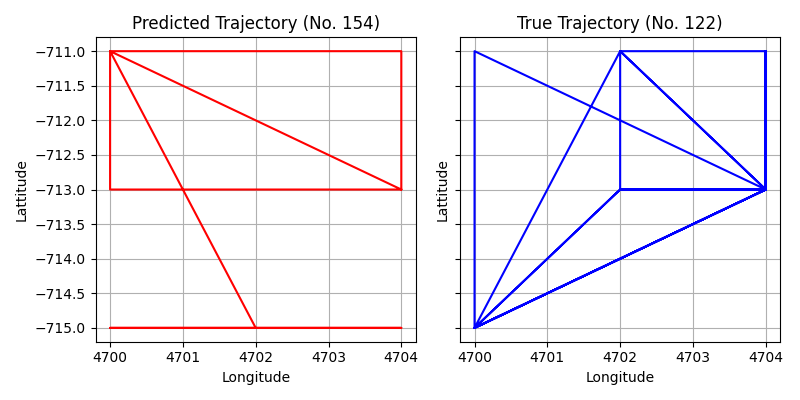 Predicted Trajectory (No. 154)
True Trajectory (No. 122)
−711.0
−711.5
−712.0
−712.5
−713.0
−713.5
−714.0
−714.5
−715.0
Lattitude
Lattitude
4700 4701 4702 4703 4704
4700 4701 4702 4703 4704
Longitude
Longitude